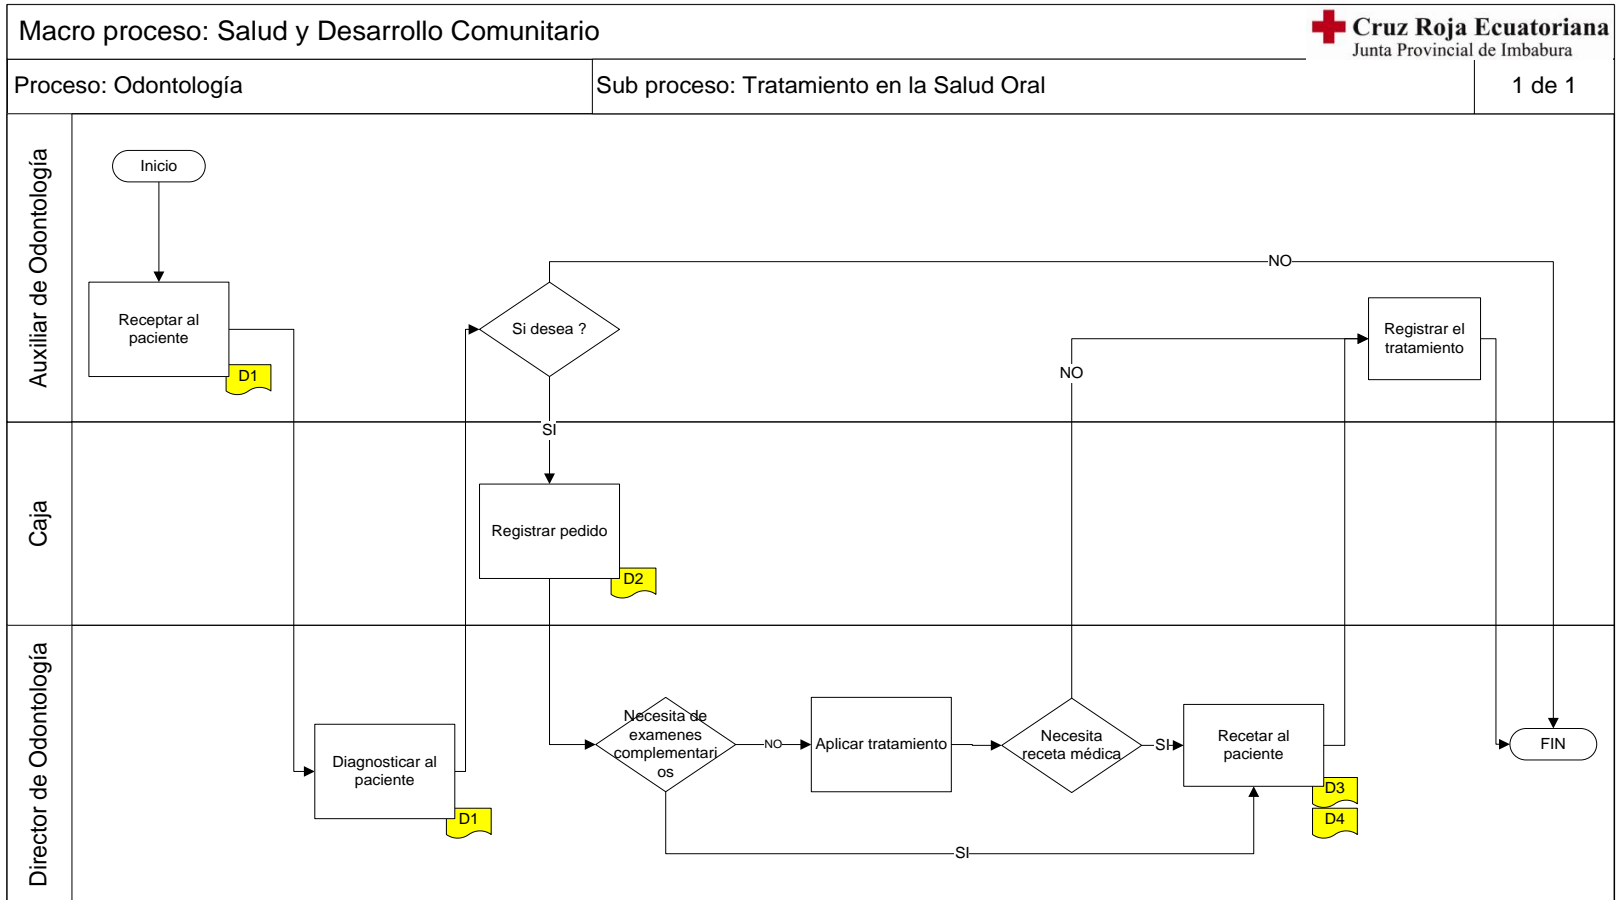 Macro proceso: Salud y Desarrollo Comunitario
Cruz Roja Ecuatoriana
Junta Provincial de Imbabura
Proceso: Odontología
Sub proceso: Tratamiento en la Salud Oral
1 de 1
Auxiliar de Odontología
Inicio
Receptar al
paciente
D1
Si desea ?
NO
SI
NO
Registrar el
tratamiento
Caja
Registrar pedido
D2
Director de Odontología
Diagnosticar al
paciente
D1
Necesita de
examenes
complementari
os
NO
Aplicar tratamiento
Necesita
receta médica
SI
Recetar al
paciente
D3
D4
SI
FIN